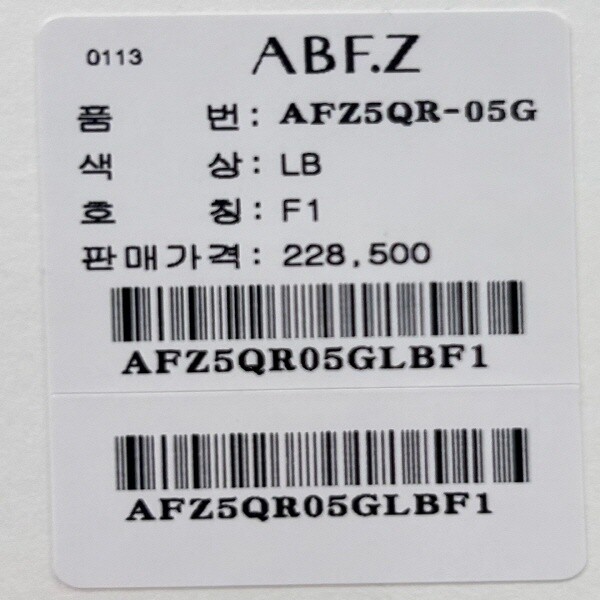 0113 ABF.Z
품 번 : AFZ5QR-05G
색 상 : LB
호 칭 : F1
판매가격 : 228,500
AFZ5QR05GLBF1
AFZ5QR05GLBF1